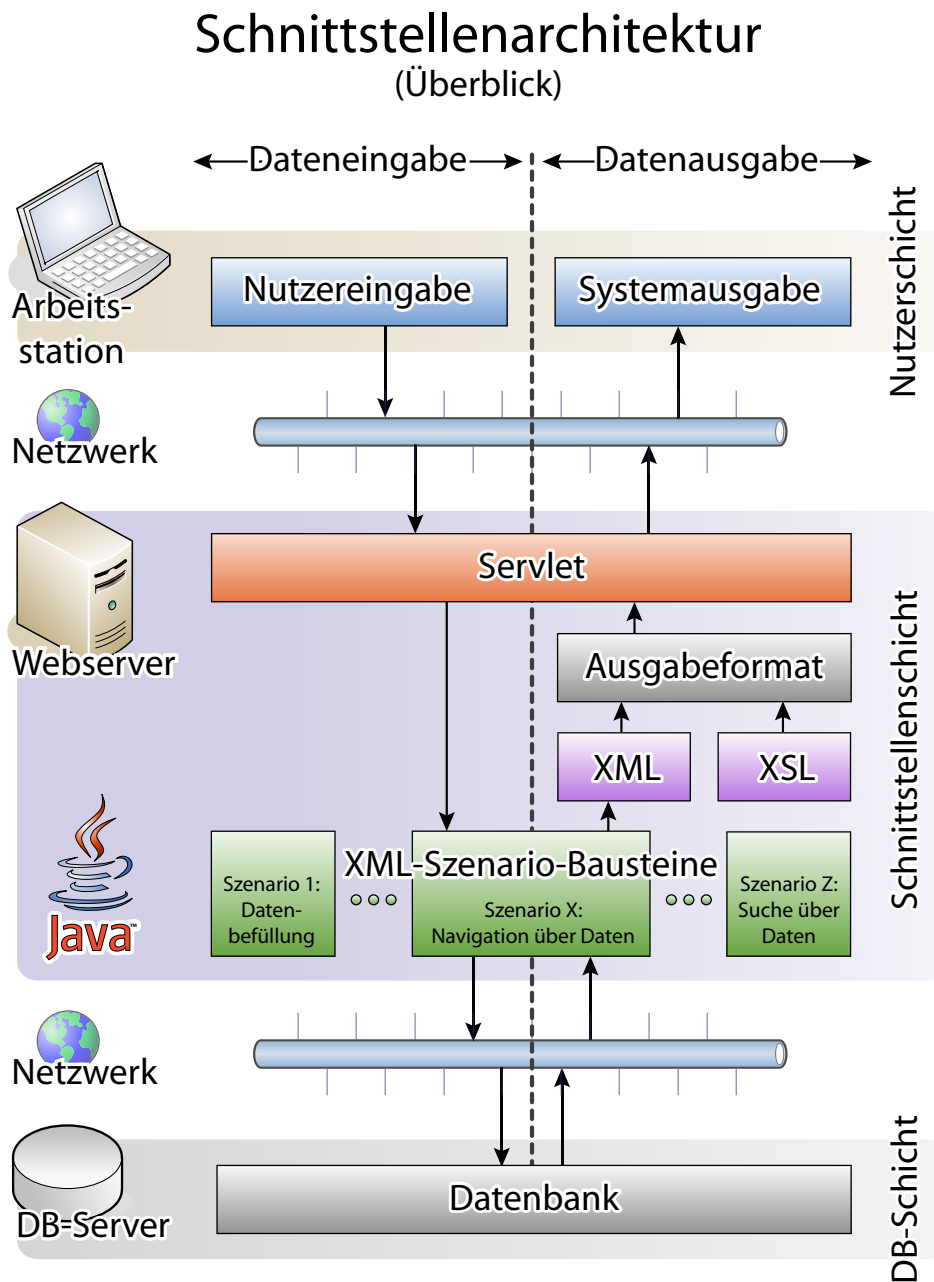 Schnittstellenarchitektur
(Überblick)
Dateneingabe
Datenausgabe
Nutzerschicht
Arbeits-
station
Nutzereingabe
Systemausgabe
Netzwerk
Schnittstellenschicht
Webserver
Servlet
Ausgabeformat
XML
XSL
Java™
XML-Szenario-Bausteine
Szenario 1:
Daten-
befüllung
Szenario X:
Navigation über Daten
Szenario Z:
Suche über
Daten
Netzwerk
DB-Schicht
DB-Server
Datenbank